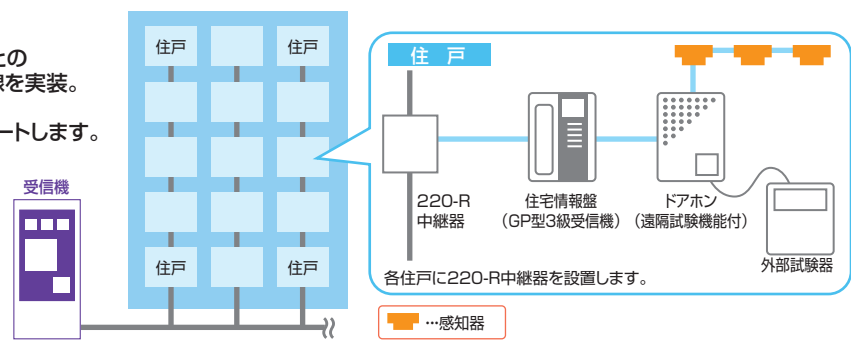 との
線を実装。
ートします。
受信機
住戸
住戸
住戸
住戸
住 戸
220-R
中継器
住宅情報盤
（GP型3級受信機）
ドアホン
（遠隔試験機能付）
外部試験器
各住戸に220-R中継器を設置します。
…感知器